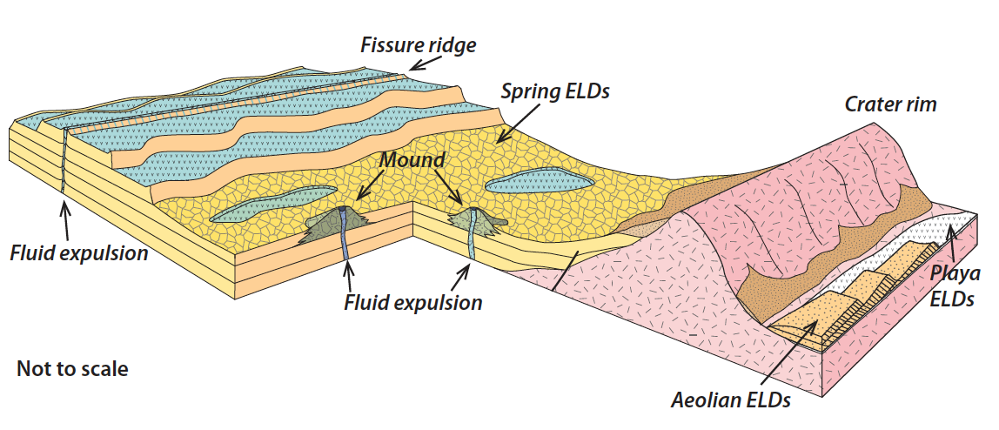 Fissure ridge
Spring ELDs
Crater rim
Mound
Fluid expulsion
Playa
ELDs
Fluid expulsion
Not to scale
Aeolian ELDs